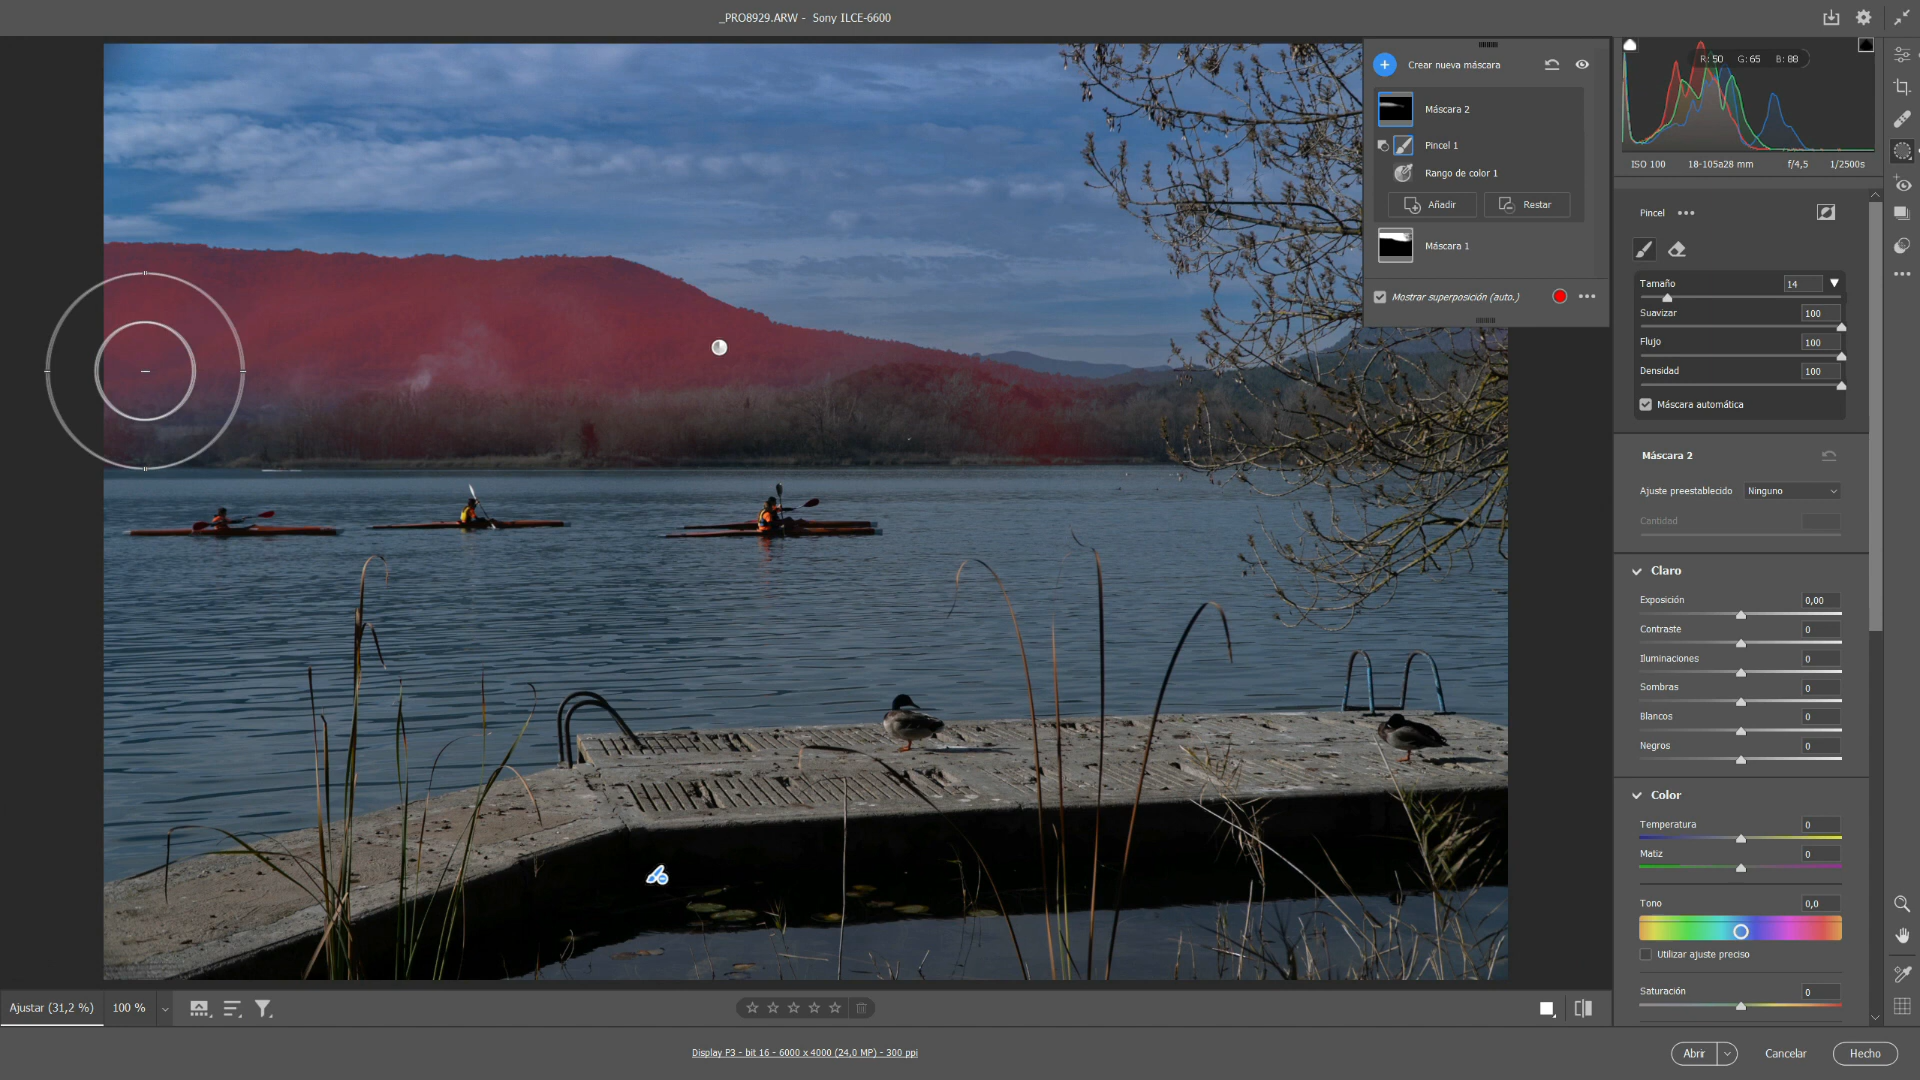 _PRO8929.ARW - Sony ILCE-6600
Crear nueva máscara
Máscara 2
Pincel 1
Rango de color 1
Añadir
Restar
Máscara 1
Mostrar superposición (auto.)
R: 50 G: 65 B: 88
ISO 100 18-105a28 mm f/4,5 1/2500s
Pincel
Tamaño 14
Suavizar 100
Flujo 100
Densidad 100
Máscara automática
Máscara 2
Ajuste preestablecido Ninguno
Cantidad
Claro
Exposición 0,00
Contraste 0
Iluminaciones 0
Sombras 0
Blancos 0
Negros 0
Color
Temperatura 0
Matiz 0
Tono 0,0
Utilizar ajuste preciso
Saturación 0
Ajustar (31,2 %) 100 %
Display P3 - bit 16 - 6000 x 4000 (24,0 MP) - 300 ppi
Abrir
Cancelar
Hecho